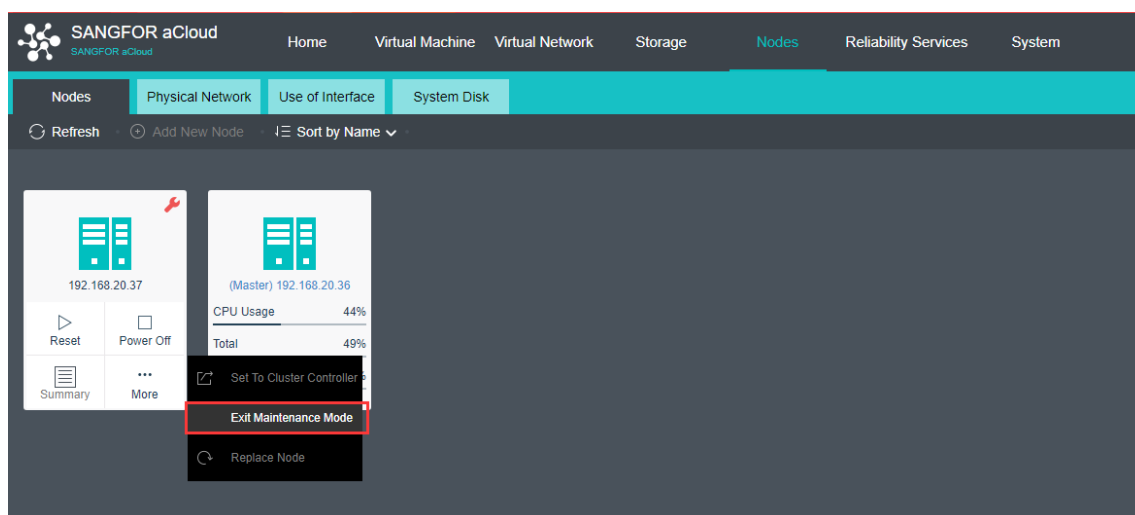 SANGFOR aCloud
SANGFOR aCloud
Home Virtual Machine Virtual Network Storage Nodes Reliability Services System
Nodes Physical Network Use of Interface System Disk
Refresh Add New Node Sort by Name
192.168.20.37
Reset Power Off
Summary More
(Master) 192.168.20.36
CPU Usage 44%
Total 49%
Set To Cluster Controller
Exit Maintenance Mode
Replace Node